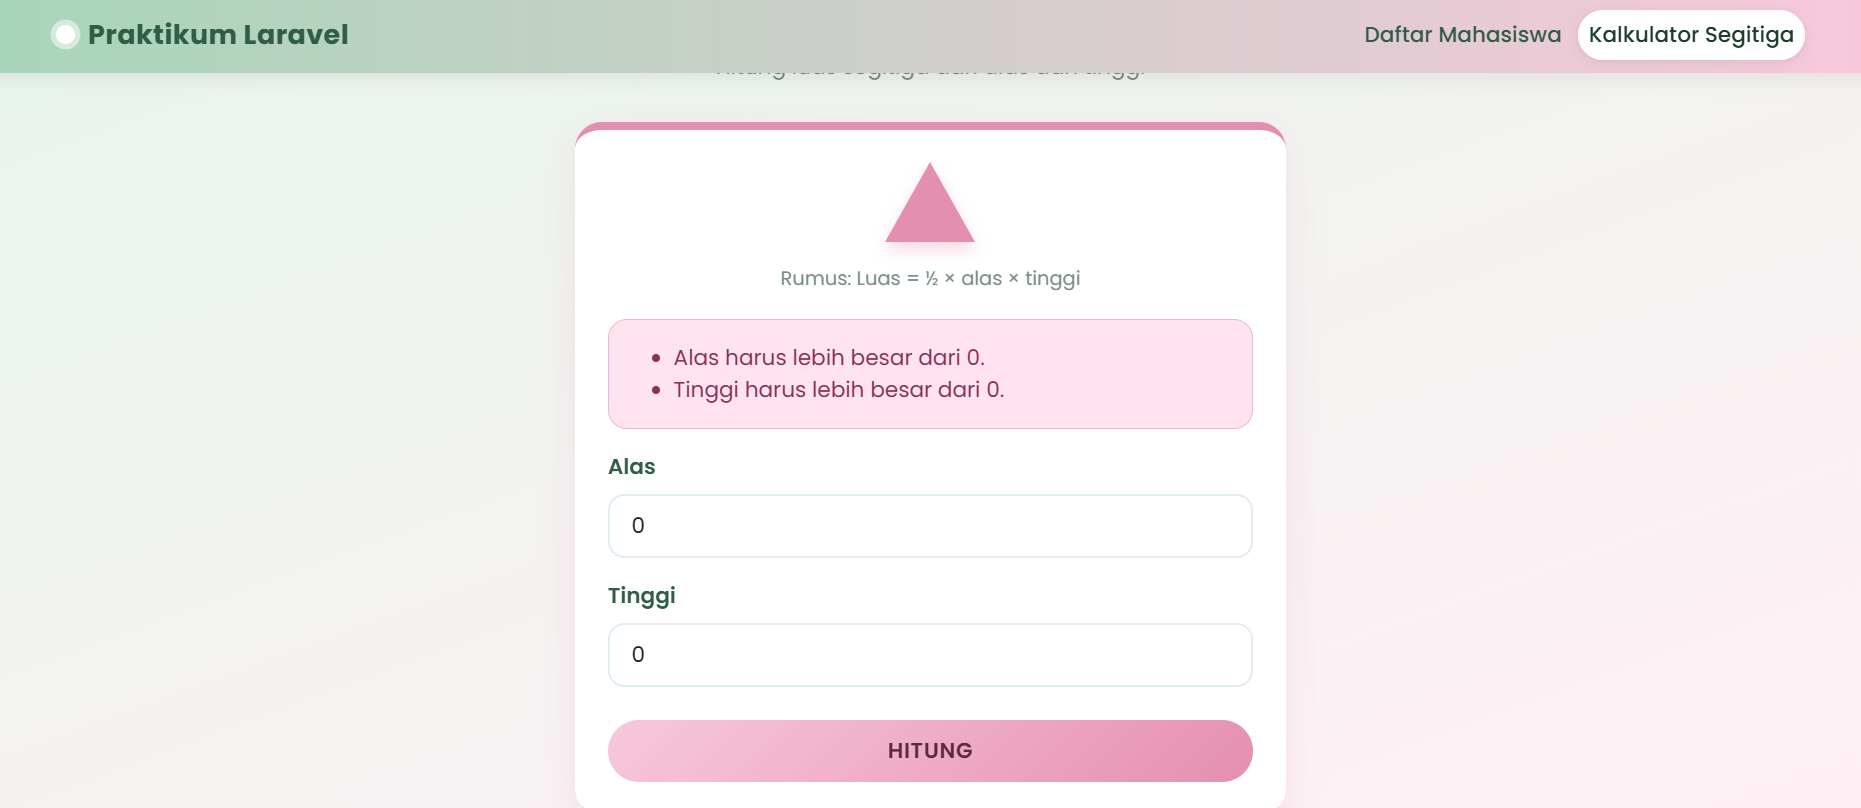 Praktikum Laravel
Daftar Mahasiswa
Kalkulator Segitiga
Rumus: Luas = ½ × alas × tinggi
Alas harus lebih besar dari 0.
Tinggi harus lebih besar dari 0.
Alas
0
Tinggi
0
HITUNG